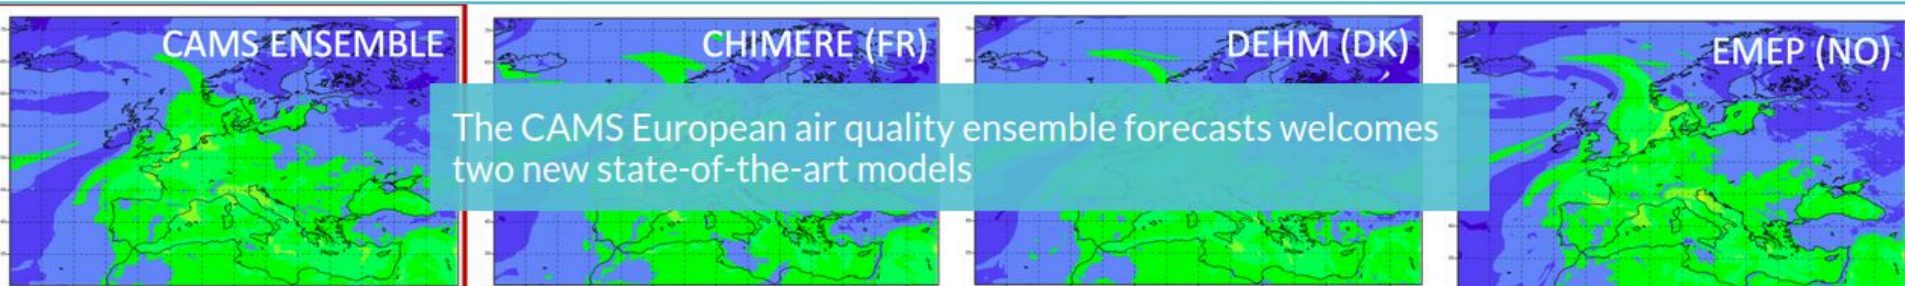 CAMS ENSEMBLE
CHIMERE (FR)
DEHM (DK)
EMEP (NO)
The CAMS European air quality ensemble forecasts welcomes
two new state-of-the-art models